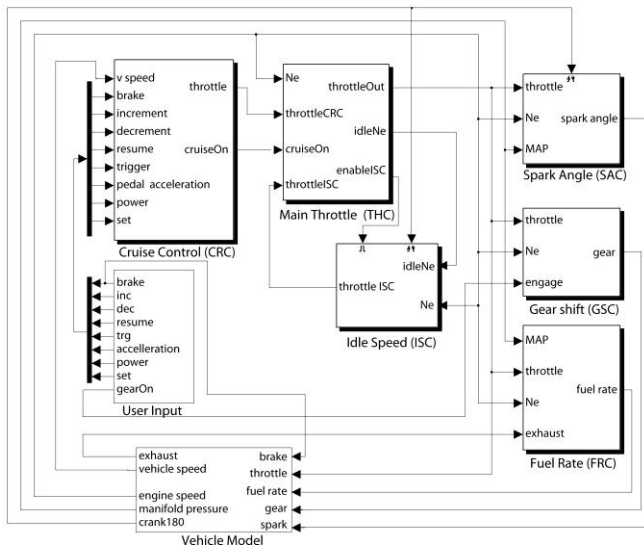 v speed
brake
increment
decrement
resume
trigger
pedal acceleration
power
set
throttle
cruiseOn
Cruise Control (CRC)
Ne
throttleCRC
cruiseOn
throttleISC
throttleOut
idleNe
enableISC
Main Throttle (THC)
throttle
Ne
MAP
spark angle
Spark Angle (SAC)
idleNe
throttle ISC
Ne
Idle Speed (ISC)
throttle
Ne
engage
gear
Gear shift (GSC)
brake
inc
dec
resume
trg
accelleration
power
set
gearOn
User Input
MAP
throttle
Ne
exhaust
fuel rate
Fuel Rate (FRC)
exhaust
vehicle speed
engine speed
manifold pressure
crank180
brake
throttle
fuel rate
gear
spark
Vehicle Model